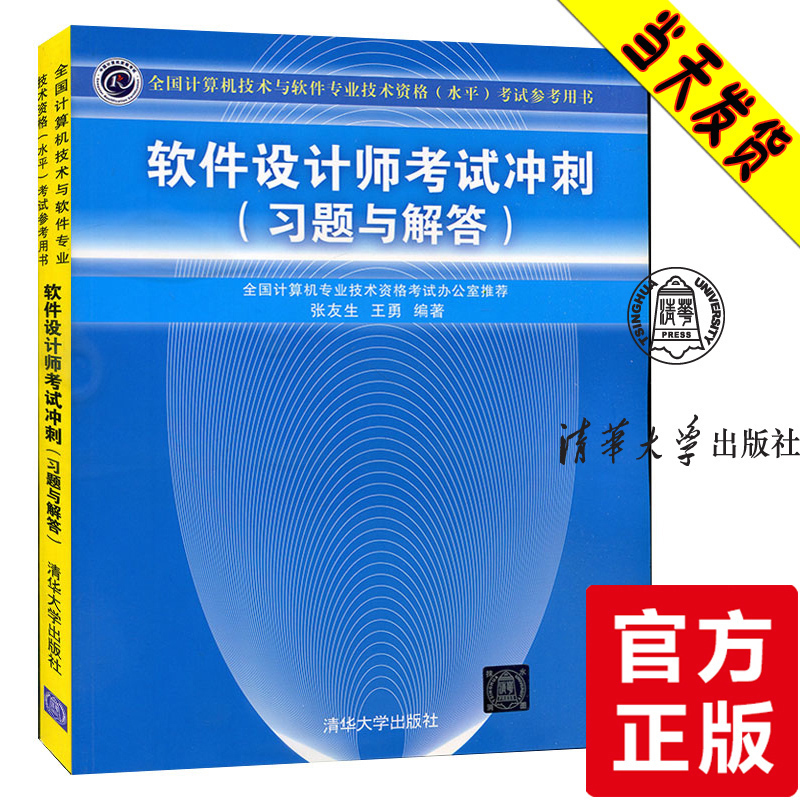 当天发货
全国计算机技术与软件专业技术资格（水平）考试参考用书
软件设计师考试冲刺
（习题与解答）
全国计算机专业技术资格考试办公室推荐
张友生 王勇 编著
清华大学出版社
全国计算机技术与软件专业
技术资格（水平）考试参考用书
软件设计师考试冲刺（习题与解答）
清华大学出版社
TSINGHUA UNIVERSITY
清華
PRESS
清華大学出版社
官方
正版